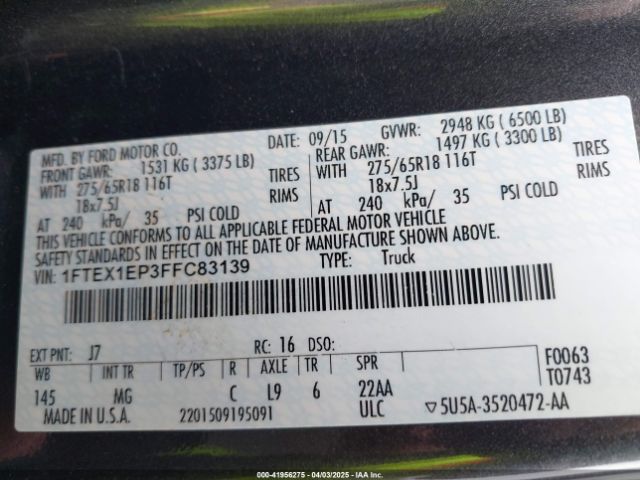 MFD. BY FORD MOTOR CO.
DATE: 09/15 GVWR: 2948 KG ( 6500 LB)
FRONT GAWR: 1531 KG ( 3375 LB)
REAR GAWR: 1497 KG ( 3300 LB)
WITH 275/65R18 116T TIRES
WITH 275/65R18 116T TIRES
18x7.5J RIMS
18x7.5J RIMS
AT 240 kPa/ 35 PSI COLD
AT 240 kPa/ 35 PSI COLD
THIS VEHICLE CONFORMS TO ALL APPLICABLE FEDERAL MOTOR VEHICLE
SAFETY STANDARDS IN EFFECT ON THE DATE OF MANUFACTURE SHOWN ABOVE.
VIN: 1FTEX1EP3FFC83139 TYPE: Truck
EXT PNT: J7 RC: 16 DSO:
F0063
WB INT TR TP/PS R AXLE TR SPR
T0743
145 MG C L9 6 22AA
MADE IN U.S.A. 2201509195091 ULC ▽5U5A-3520472-AA
000-41956275 - 04/03/2025 - IAA Inc.